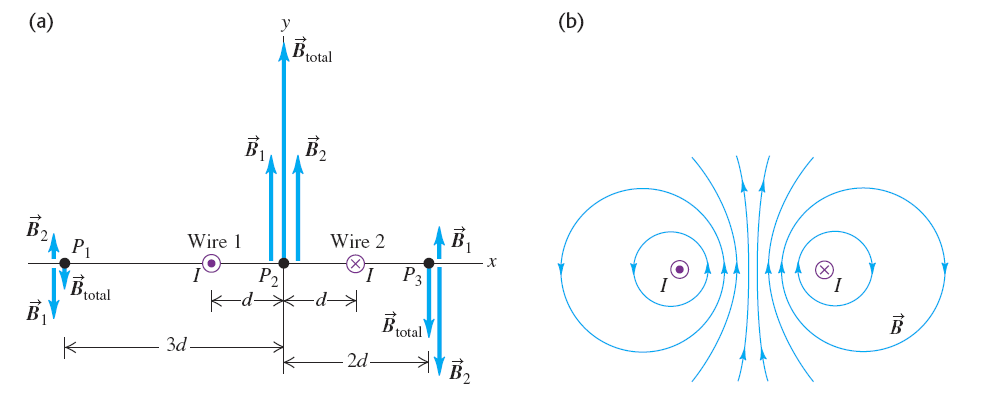 (a)
y
B⃗total
B⃗1
B⃗2
B⃗2
P1
Wire 1
Wire 2
B⃗1
x
I
P2
I
P3
B⃗total
B⃗1
d
d
B⃗total
3d
2d
B⃗2
(b)
I
I
B⃗